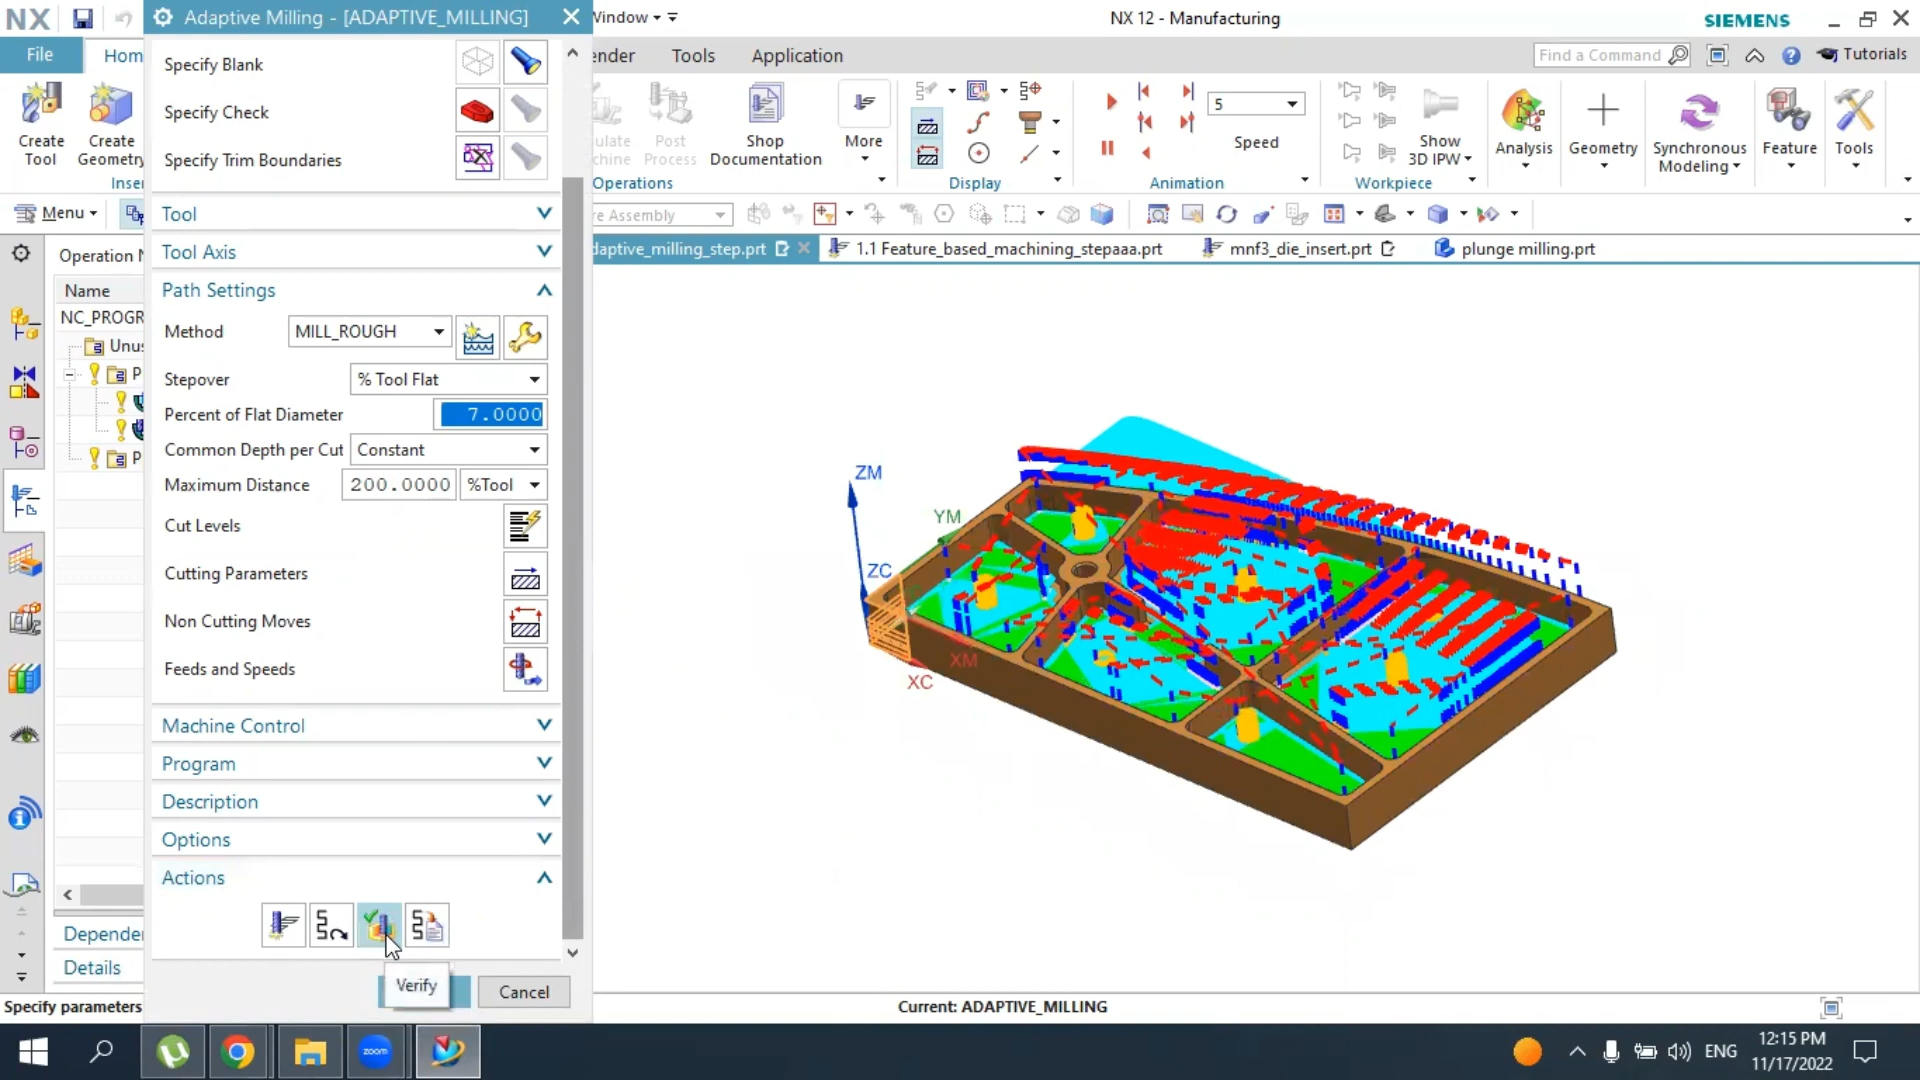 NX
Adaptive Milling - [ADAPTIVE_MILLING]
Window
NX 12 - Manufacturing
SIEMENS
File
Hom
ender
Tools
Application
Find a Command
Tutorials
Create
Tool
Create
Geometry
Shop
Documentation
Post
Process
ulate
chine
More
5
Speed
Show
3D IPW
Analysis
Geometry
Synchronous
Modeling
Feature
Tools
Inser
Operations
Display
Animation
Workpiece
Menu
re Assembly
daptive_milling_step.prt
1.1 Feature_based_machining_stepaaa.prt
mnf3_die_insert.prt
plunge milling.prt
Operation N
Name
NC_PROGR
Unus
P
P
Dependen
Details
Specify Blank
Specify Check
Specify Trim Boundaries
Tool
Tool Axis
Path Settings
Method
MILL_ROUGH
Stepover
% Tool Flat
Percent of Flat Diameter
7.0000
Common Depth per Cut
Constant
Maximum Distance
200.0000
%Tool
Cut Levels
Cutting Parameters
Non Cutting Moves
Feeds and Speeds
Machine Control
Program
Description
Options
Actions
Verify
Cancel
ZM
YM
ZC
XM
XC
Specify parameters
Current: ADAPTIVE_MILLING
zoom
ENG
12:15 PM
11/17/2022